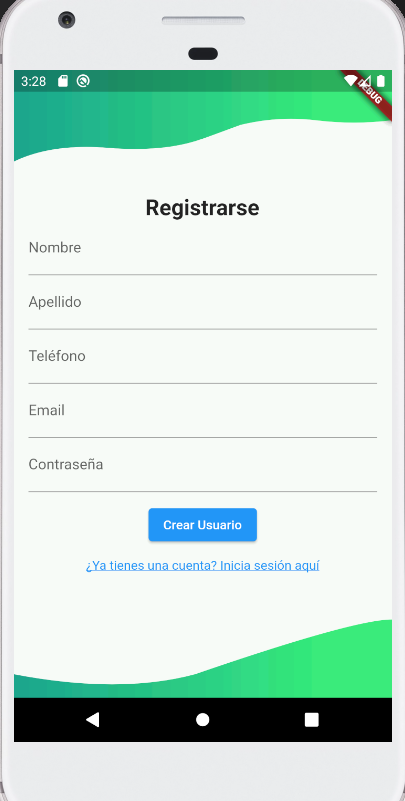 3:28
DEBUG
Registrarse
Nombre
Apellido
Teléfono
Email
Contraseña
Crear Usuario
¿Ya tienes una cuenta? Inicia sesión aquí